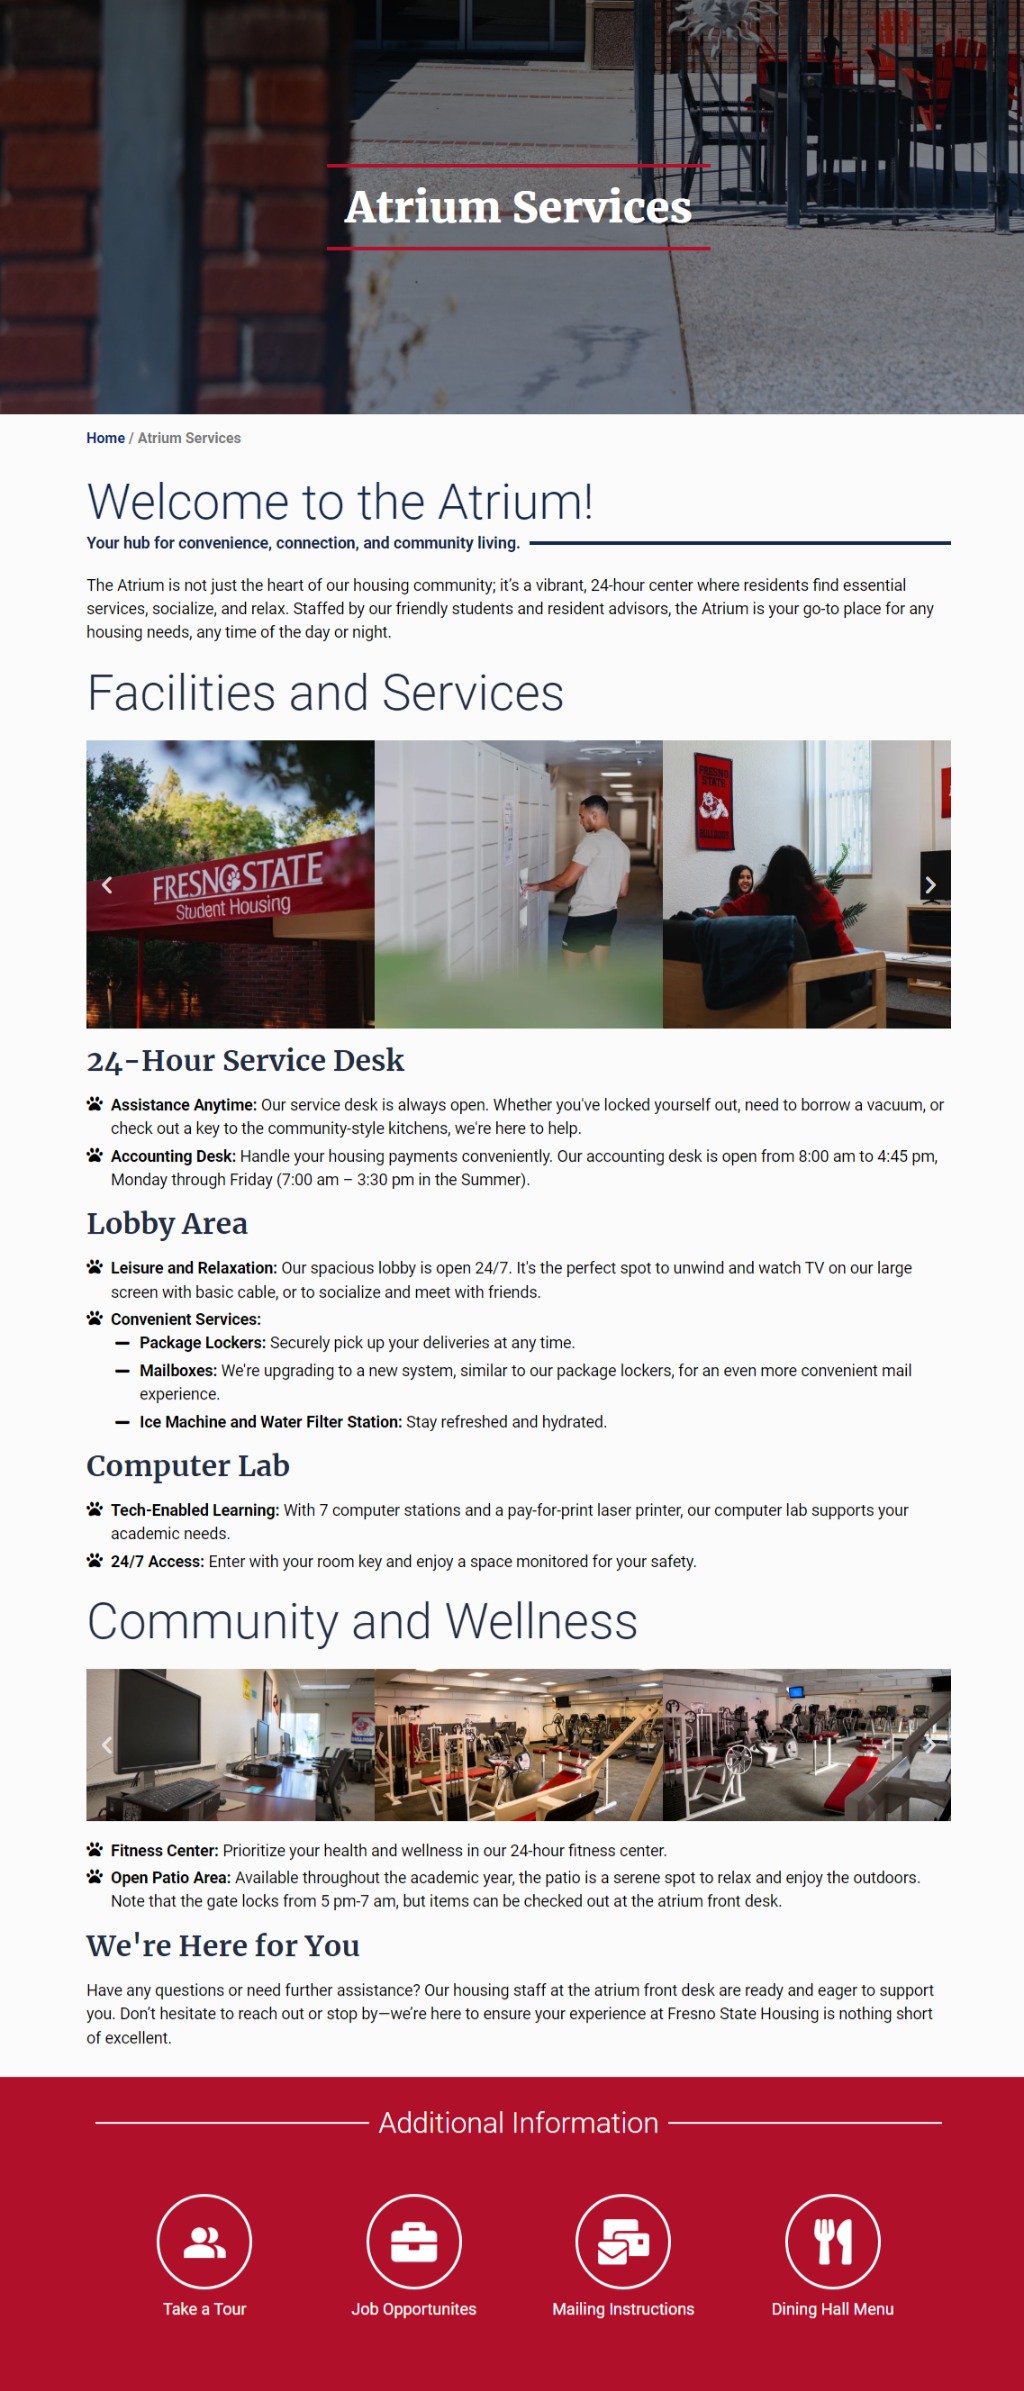 Atrium Services
Home / Atrium Services
Welcome to the Atrium!
Your hub for convenience, connection, and community living.
The Atrium is not just the heart of our housing community; it’s a vibrant, 24-hour center where residents find essential
services, socialize, and relax. Staffed by our friendly students and resident advisors, the Atrium is your go-to place for any
housing needs, any time of the day or night.
Facilities and Services
FRESNO STATE
Student Housing
FRESNO
STATE
BULLDOGS
24-Hour Service Desk
Assistance Anytime: Our service desk is always open. Whether you've locked yourself out, need to borrow a vacuum, or
check out a key to the community-style kitchens, we're here to help.
Accounting Desk: Handle your housing payments conveniently. Our accounting desk is open from 8:00 am to 4:45 pm,
Monday through Friday (7:00 am – 3:30 pm in the Summer).
Lobby Area
Leisure and Relaxation: Our spacious lobby is open 24/7. It's the perfect spot to unwind and watch TV on our large
screen with basic cable, or to socialize and meet with friends.
Convenient Services:
Package Lockers: Securely pick up your deliveries at any time.
Mailboxes: We're upgrading to a new system, similar to our package lockers, for an even more convenient mail
experience.
Ice Machine and Water Filter Station: Stay refreshed and hydrated.
Computer Lab
Tech-Enabled Learning: With 7 computer stations and a pay-for-print laser printer, our computer lab supports your
academic needs.
24/7 Access: Enter with your room key and enjoy a space monitored for your safety.
Community and Wellness
Fitness Center: Prioritize your health and wellness in our 24-hour fitness center.
Open Patio Area: Available throughout the academic year, the patio is a serene spot to relax and enjoy the outdoors.
Note that the gate locks from 5 pm-7 am, but items can be checked out at the atrium front desk.
We're Here for You
Have any questions or need further assistance? Our housing staff at the atrium front desk are ready and eager to support
you. Don’t hesitate to reach out or stop by—we’re here to ensure your experience at Fresno State Housing is nothing short
of excellent.
Additional Information
Take a Tour
Job Opportunites
Mailing Instructions
Dining Hall Menu